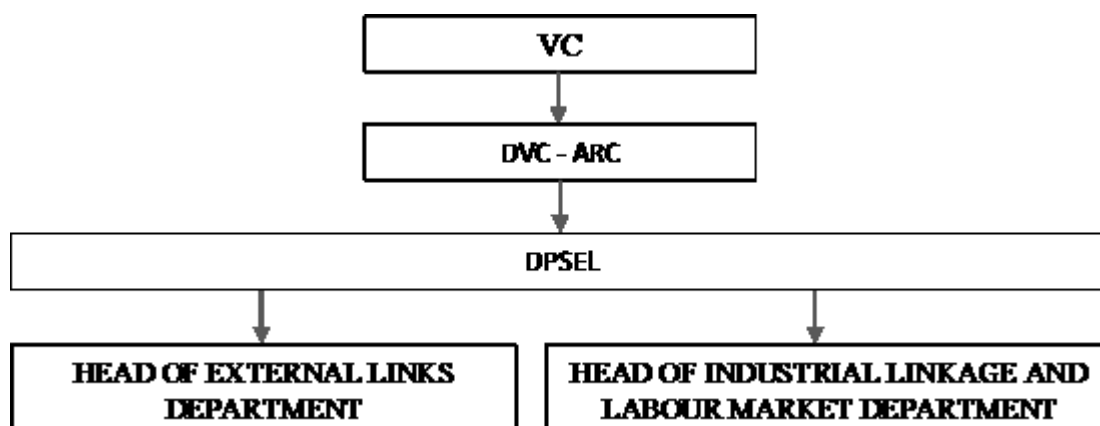 VC
DVC - ARC
DPSEL
HEAD OF EXTERNAL LINKS
DEPARTMENT
HEAD OF INDUSTRIAL LINKAGE AND
LABOUR MARKET DEPARTMENT